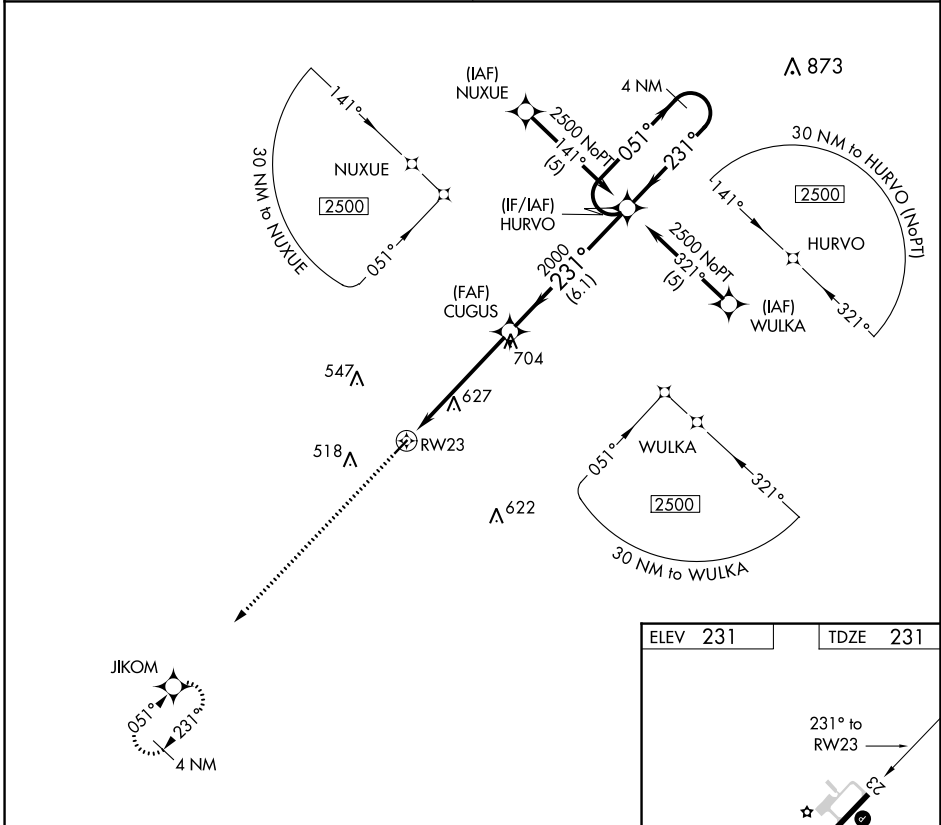 (IAF)
NUXUE
4 NM
873
141°
NUXUE
2500
051°
30 NM to NUXUE
2500 NoPT
141°
(5)
051°
231°
(IF/IAF)
HURVO
30 NM to HURVO (NoPT)
2500
141°
HURVO
321°
2500 NoPT
321°
(5)
(IAF)
WULKA
2000
231°
(6.1)
(FAF)
CUGUS
704
547
627
518
RW23
622
051°
WULKA
321°
2500
30 NM to WULKA
JIKOM
051°
231°
4 NM
ELEV 231
TDZE 231
231° to
RW23
23
P